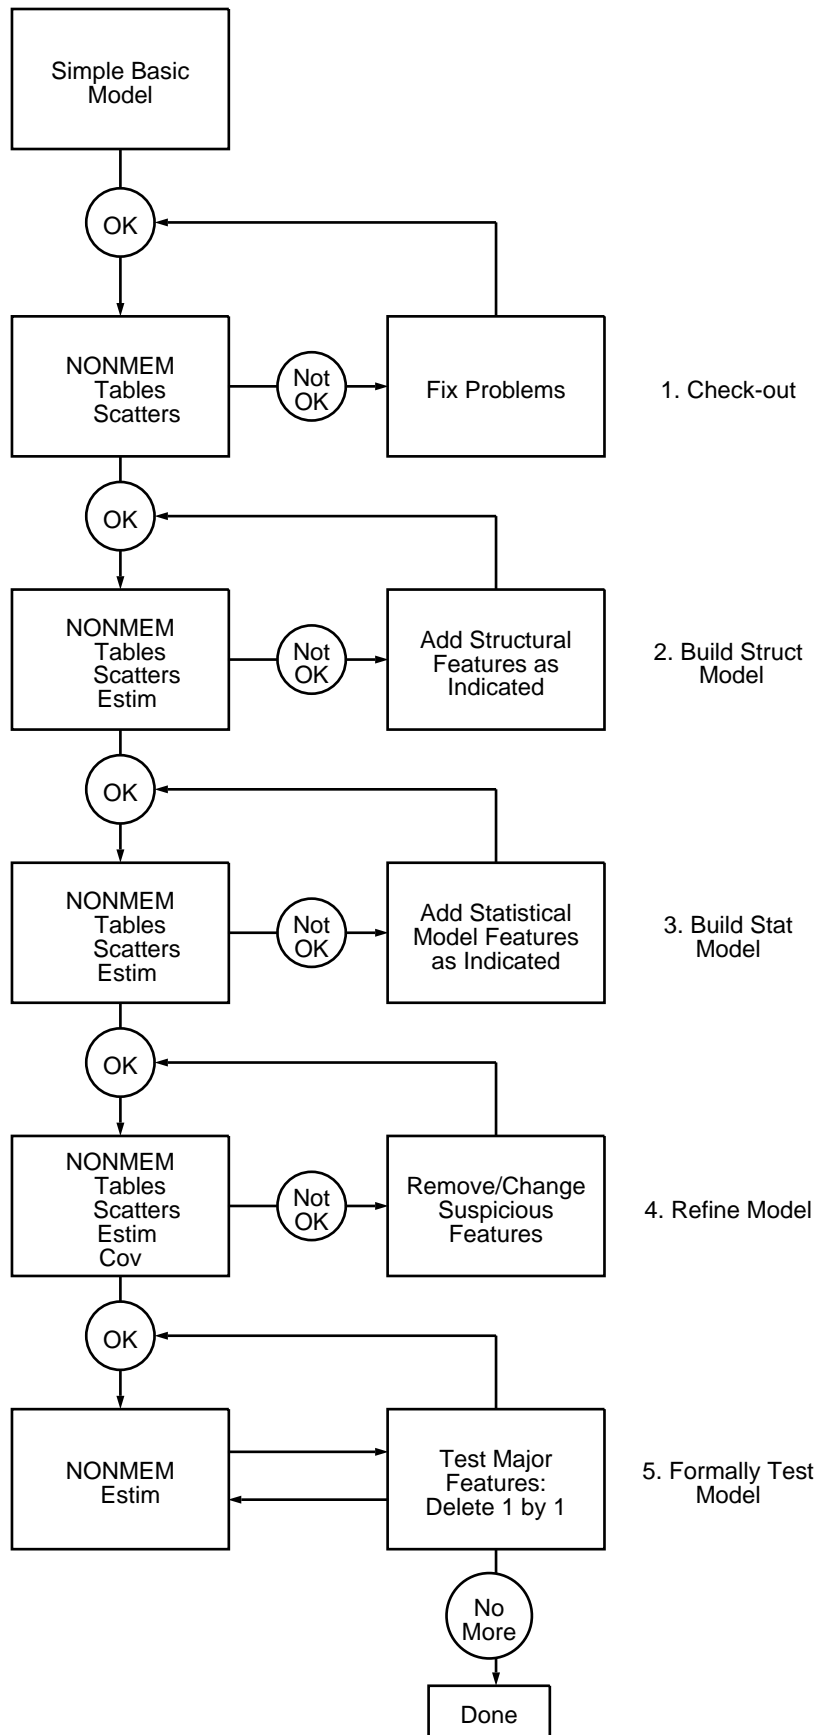 Simple Basic
Model
OK
NONMEM
Tables
Scatters
Not
OK
Fix Problems
1. Check-out
OK
NONMEM
Tables
Scatters
Estim
Not
OK
Add Structural
Features as
Indicated
2. Build Struct
Model
OK
NONMEM
Tables
Scatters
Estim
Not
OK
Add Statistical
Model Features
as Indicated
3. Build Stat
Model
OK
NONMEM
Tables
Scatters
Estim
Cov
Not
OK
Remove/Change
Suspicious
Features
4. Refine Model
OK
NONMEM
Estim
Test Major
Features:
Delete 1 by 1
5. Formally Test
Model
No
More
Done